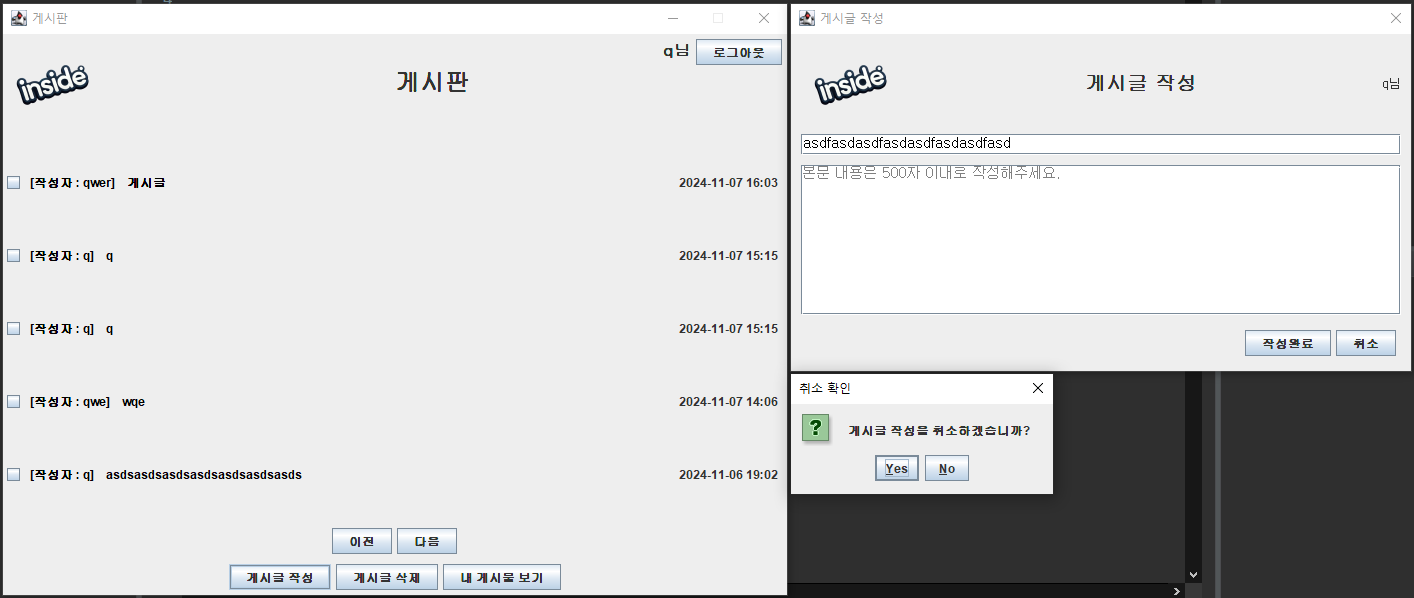 게시판
q님 로그아웃
inside
게시판
[작성자 : qwer] 게시글 2024-11-07 16:03
[작성자 : q] q 2024-11-07 15:15
[작성자 : q] q 2024-11-07 15:15
[작성자 : qwe] wqe 2024-11-07 14:06
[작성자 : q] asdsasdsasdsasdsasdsasdsasds 2024-11-06 19:02
이전 다음
게시글 작성 게시글 삭제 내 게시물 보기
게시글 작성
inside
게시글 작성
q님
asdfasdasdfasdasdfasdasdfasd
본문 내용은 500자 이내로 작성해주세요.
작성완료 취소
취소 확인
?
게시글 작성을 취소하겠습니까?
Yes No